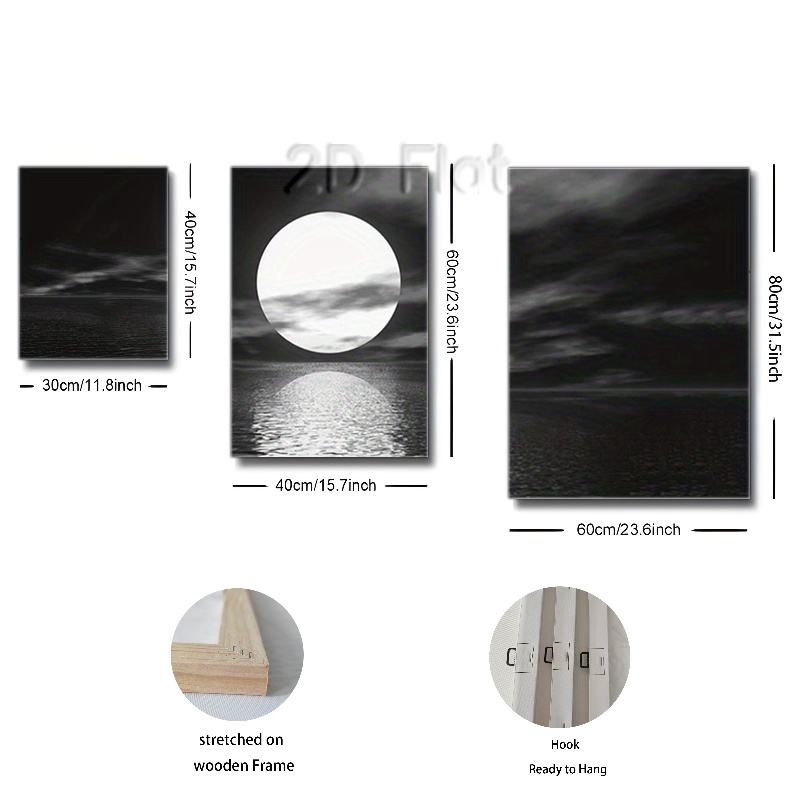 2D Flat
40cm/15.7inch
30cm/11.8inch
60cm/23.6inch
40cm/15.7inch
80cm/31.5inch
60cm/23.6inch
stretched on
wooden Frame
Hook
Ready to Hang